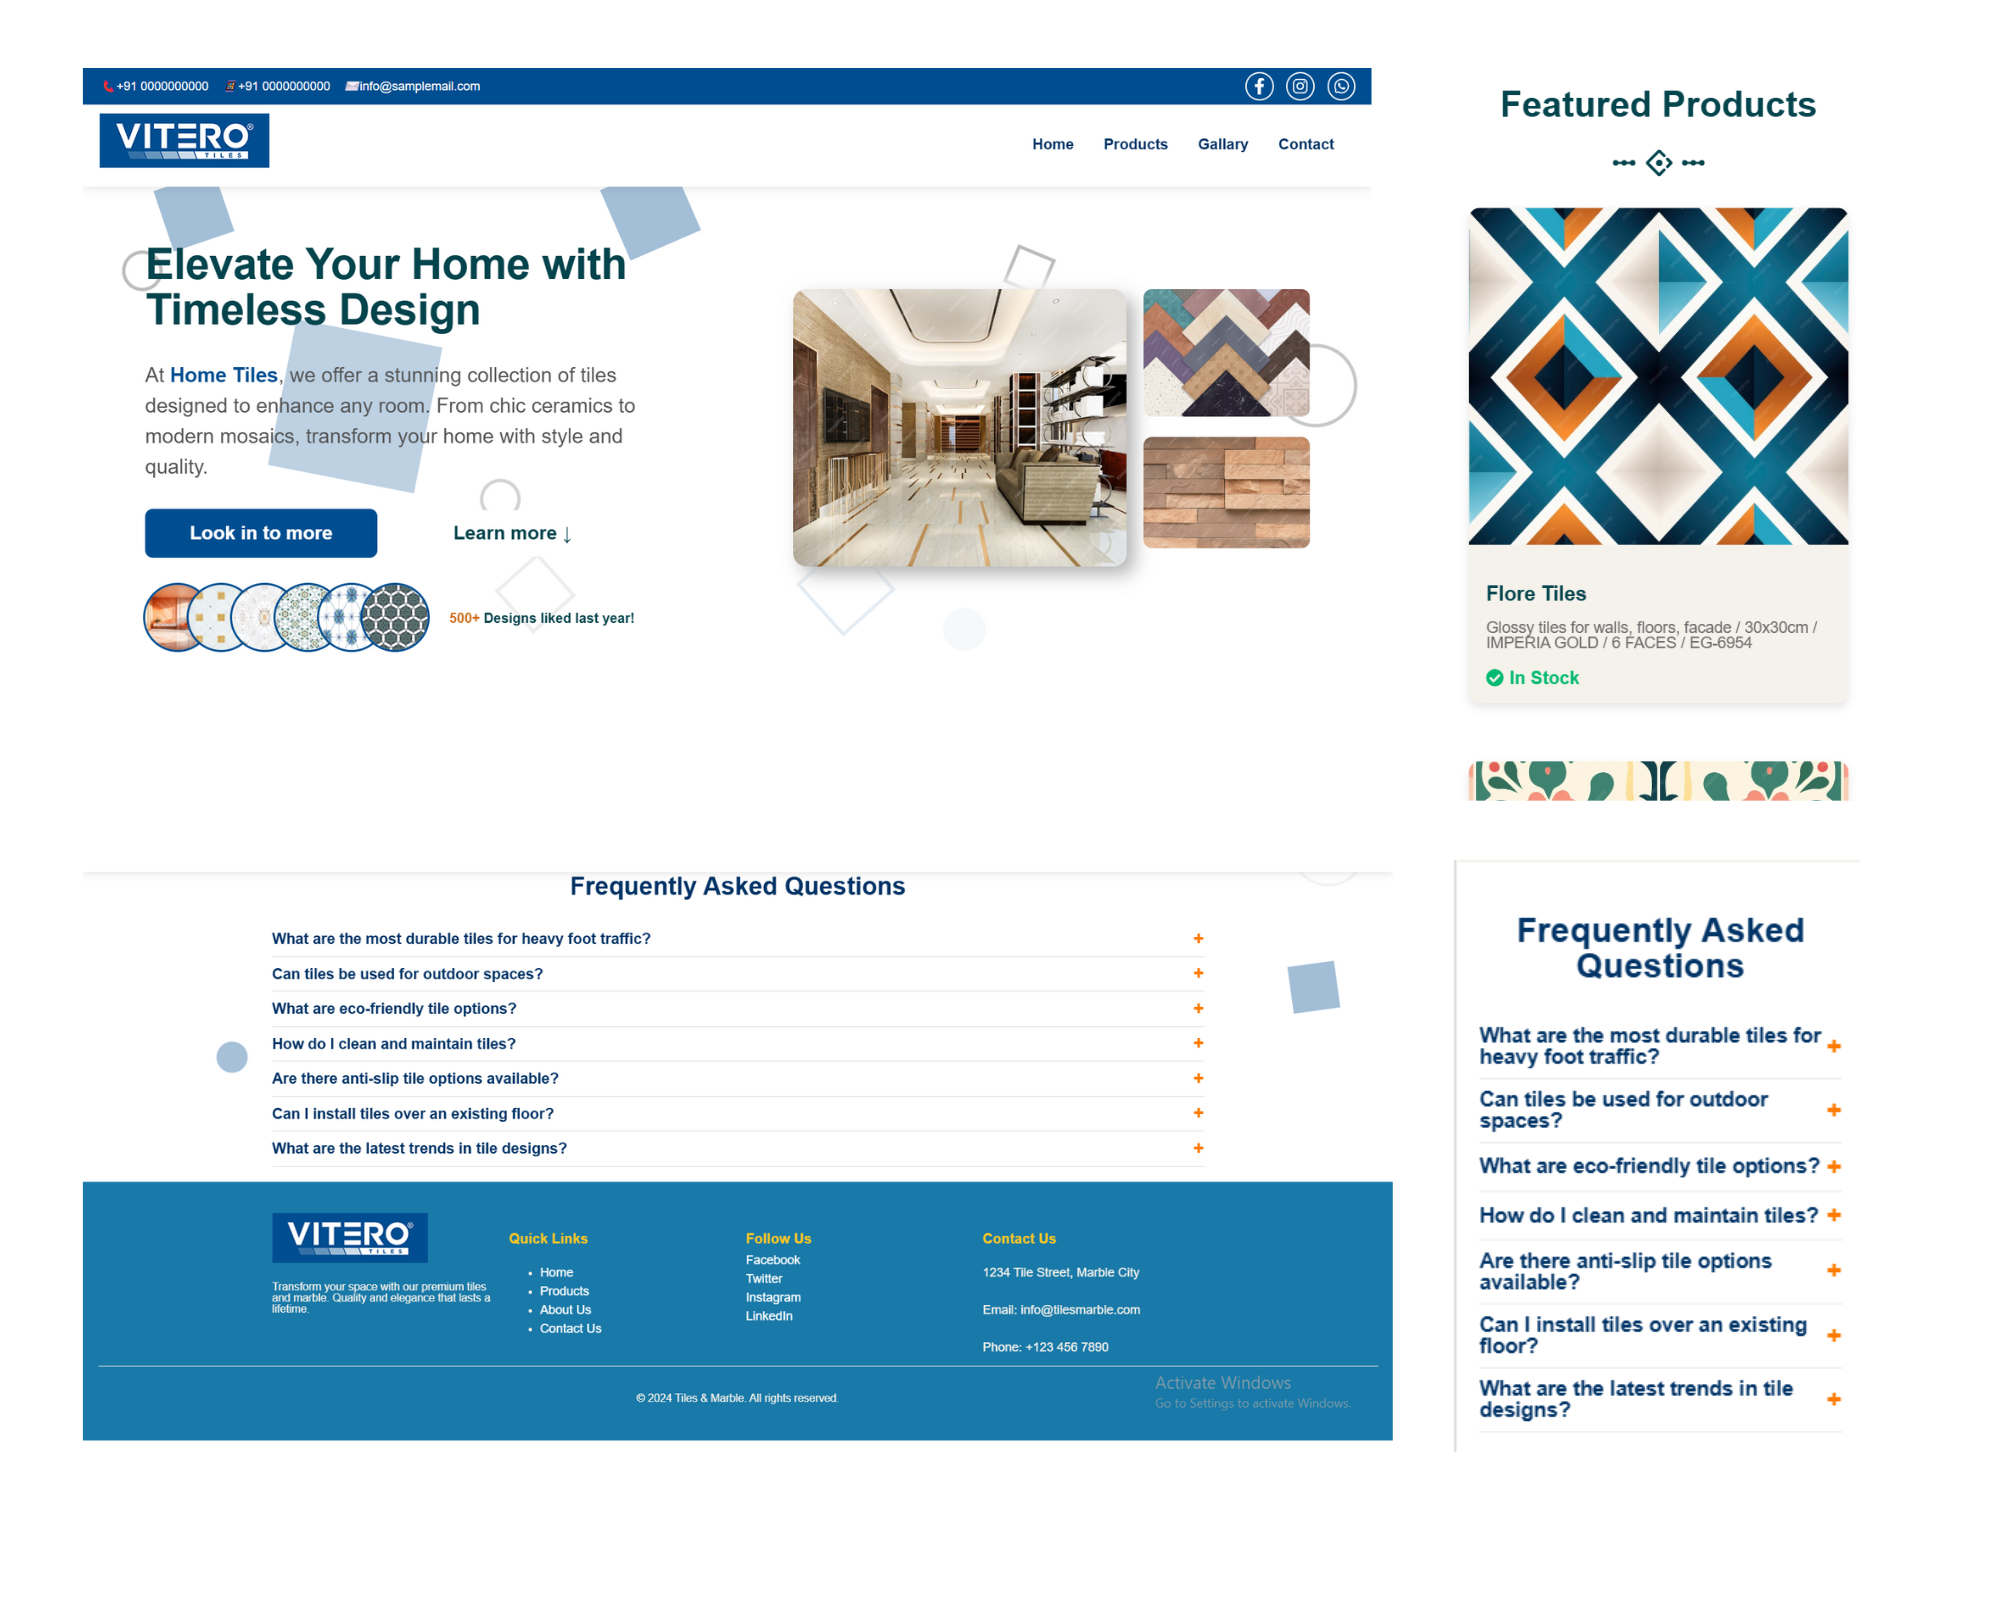 +91 0000000000 +91 0000000000 info@samplemail.com
VITERO®
TILES
Home Products Gallary Contact
Elevate Your Home with
Timeless Design
At Home Tiles, we offer a stunning collection of tiles
designed to enhance any room. From chic ceramics to
modern mosaics, transform your home with style and
quality.
Look in to more
Learn more ↓
500+ Designs liked last year!
Featured Products
Flore Tiles
Glossy tiles for walls, floors, facade / 30x30cm /
IMPERIA GOLD / 6 FACES / EG-6954
In Stock
Frequently Asked Questions
What are the most durable tiles for heavy foot traffic? +
Can tiles be used for outdoor spaces? +
What are eco-friendly tile options? +
How do I clean and maintain tiles? +
Are there anti-slip tile options available? +
Can I install tiles over an existing floor? +
What are the latest trends in tile designs? +
VITERO®
TILES
Transform your space with our premium tiles
and marble. Quality and elegance that lasts a
lifetime.
Quick Links
• Home
• Products
• About Us
• Contact Us
Follow Us
Facebook
Twitter
Instagram
LinkedIn
Contact Us
1234 Tile Street, Marble City
Email: info@tilesmarble.com
Phone: +123 456 7890
© 2024 Tiles & Marble. All rights reserved.
Activate Windows
Go to Settings to activate Windows.
Frequently Asked
Questions
What are the most durable tiles for
heavy foot traffic? +
Can tiles be used for outdoor
spaces? +
What are eco-friendly tile options? +
How do I clean and maintain tiles? +
Are there anti-slip tile options
available? +
Can I install tiles over an existing
floor? +
What are the latest trends in tile
designs? +